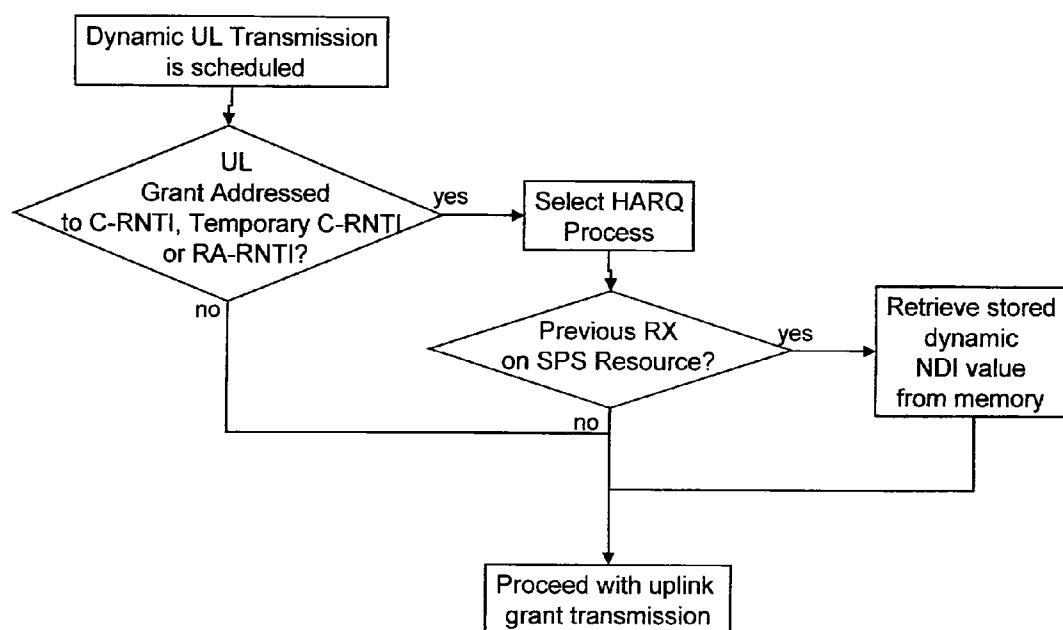 Dynamic UL Transmission
is scheduled
UL
Grant Addressed
to C-RNTI, Temporary C-RNTI
or RA-RNTI?
yes
no
Select HARQ
Process
Previous RX
on SPS Resource?
yes
no
Retrieve stored
dynamic
NDI value
from memory
Proceed with uplink
grant transmission